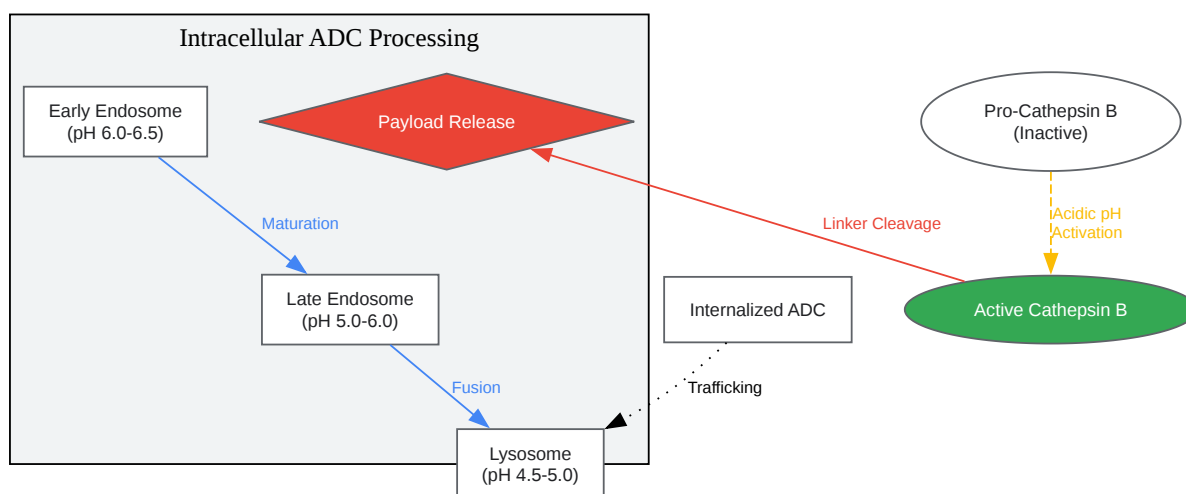 Intracellular ADC Processing
Early Endosome
(pH 6.0-6.5)
Payload Release
Pro-Cathepsin B
(Inactive)
Maturation
Linker Cleavage
Acidic pH
Activation
Late Endosome
(pH 5.0-6.0)
Internalized ADC
Active Cathepsin B
Fusion
Trafficking
Lysosome
(pH 4.5-5.0)